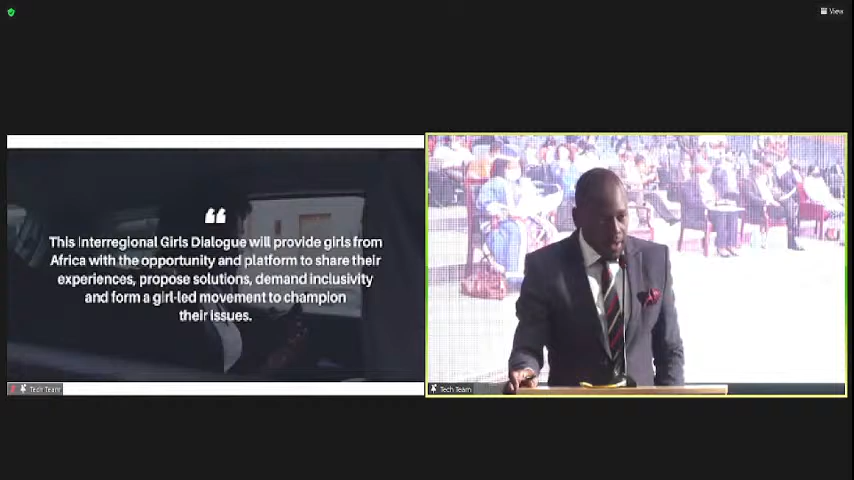 View
“
This Interregional Girls Dialogue will provide girls from
Africa with the opportunity and platform to share their
experiences, propose solutions, demand inclusivity
and form a girl-led movement to champion
their issues.
Tech Team
Tech Team